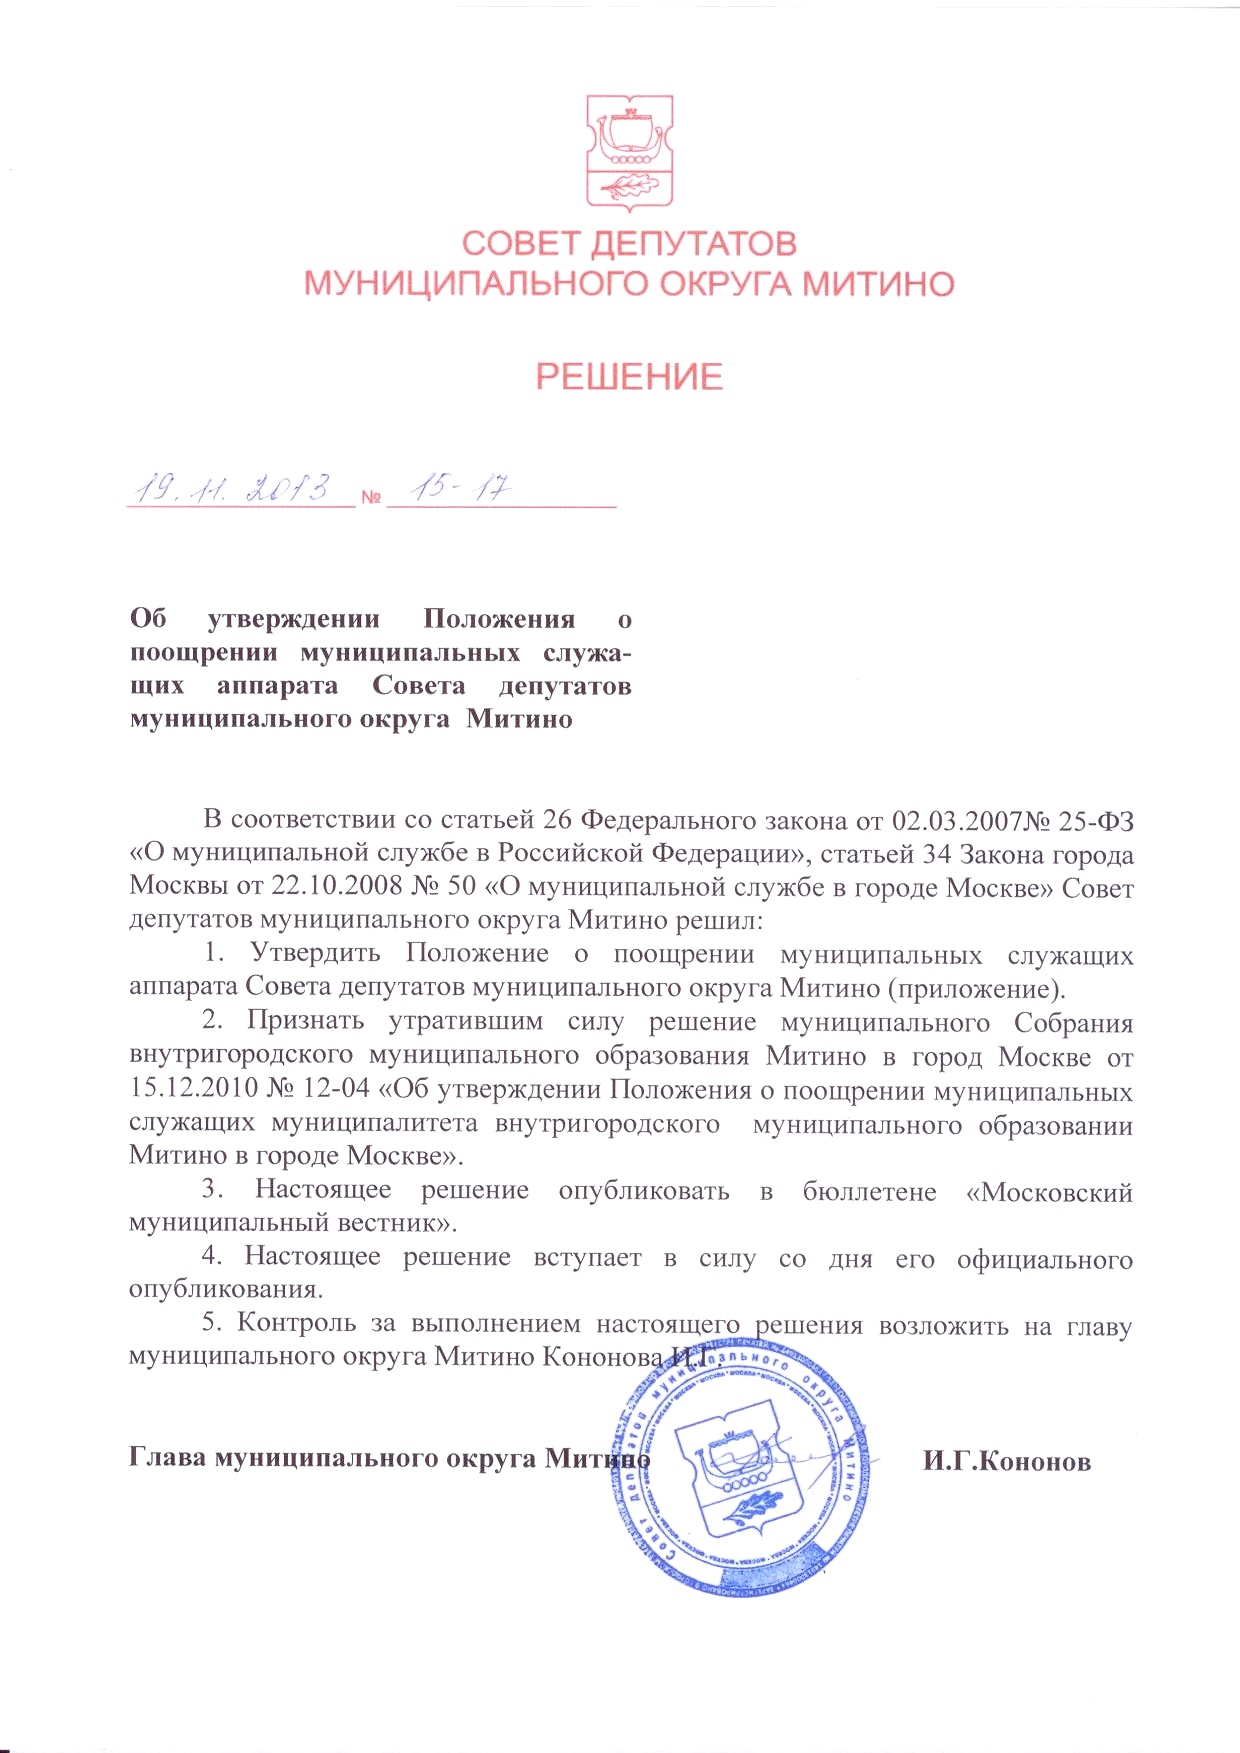 СОВЕТ ДЕПУТАТОВ
МУНИЦИПАЛЬНОГО ОКРУГА МИТИНО
РЕШЕНИЕ
19.11.2013 № 15-17
Об утверждении Положения о
поощрении муниципальных служа-
щих аппарата Совета депутатов
муниципального округа Митино
В соответствии со статьей 26 Федерального закона от 02.03.2007№ 25-ФЗ
«О муниципальной службе в Российской Федерации», статьей 34 Закона города
Москвы от 22.10.2008 № 50 «О муниципальной службе в городе Москве» Совет
депутатов муниципального округа Митино решил:
1. Утвердить Положение о поощрении муниципальных служащих
аппарата Совета депутатов муниципального округа Митино (приложение).
2. Признать утратившим силу решение муниципального Собрания
внутригородского муниципального образования Митино в город Москве от
15.12.2010 № 12-04 «Об утверждении Положения о поощрении муниципальных
служащих муниципалитета внутригородского муниципального образовании
Митино в городе Москве».
3. Настоящее решение опубликовать в бюллетене «Московский
муниципальный вестник».
4. Настоящее решение вступает в силу со дня его официального
опубликования.
5. Контроль за выполнением настоящего решения возложить на главу
муниципального округа Митино Кононова И.Г.
Глава муниципального округа Митино И.Г.Кононов
Совет депутатов муниципального округа Митино